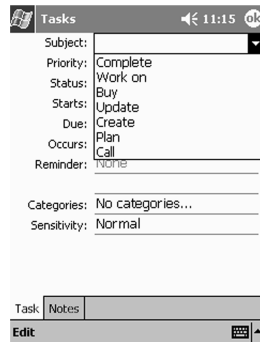 Tasks 11:15 ok
Subject:
Priority: Complete
Status: Work on
Buy
Starts: Update
Due: Create
Occurs: Plan
Call
Reminder: None
Categories: No categories...
Sensitivity: Normal
Task Notes
Edit